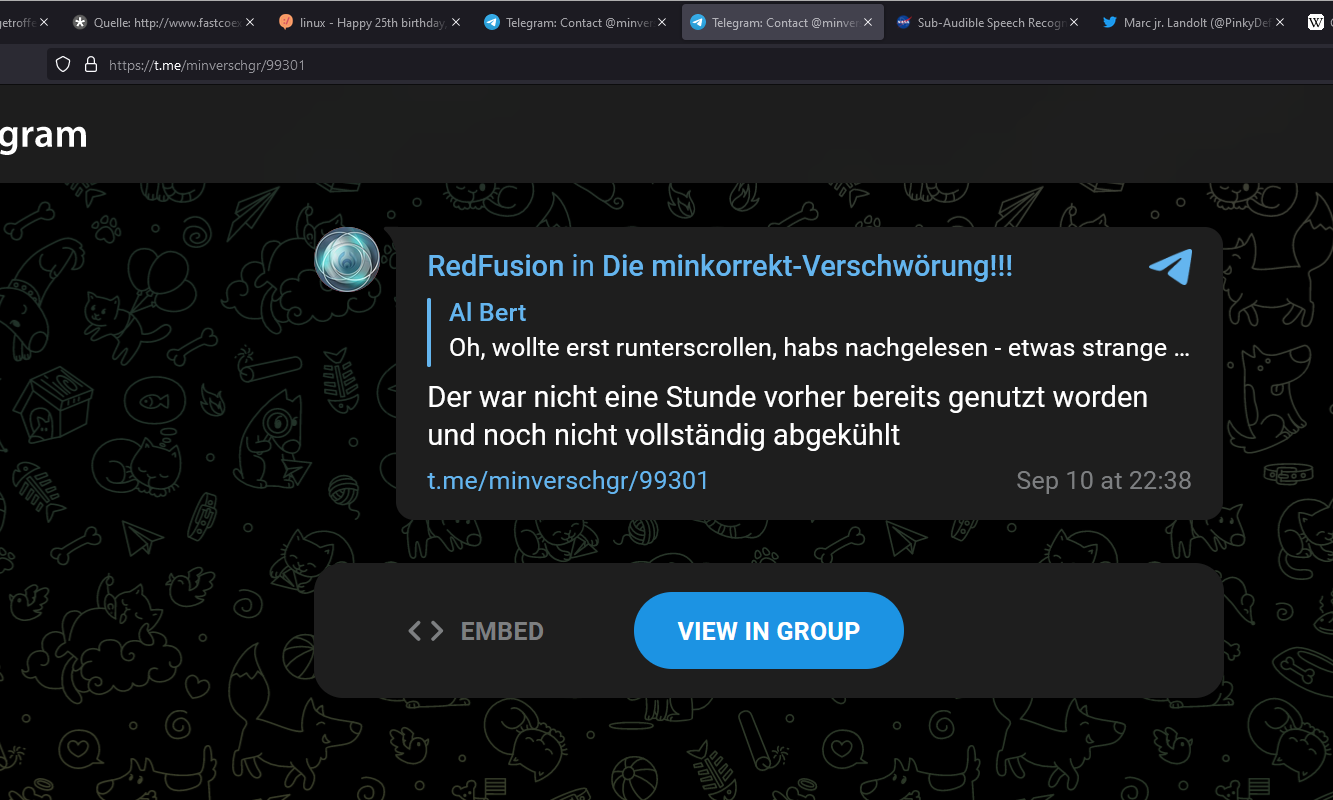 getroffe
Quelle: http://www.fastcoex
linux - Happy 25th birthday,
Telegram: Contact @minver
Telegram: Contact @minver
Sub-Audible Speech Recogn
Marc jr. Landolt (@PinkyDef
https://t.me/minverschgr/99301
gram
RedFusion in Die minkorrekt-Verschwörung!!!
Al Bert
Oh, wollte erst runterscrollen, habs nachgelesen - etwas strange ...
Der war nicht eine Stunde vorher bereits genutzt worden
und noch nicht vollständig abgekühlt
t.me/minverschgr/99301
Sep 10 at 22:38
EMBED
VIEW IN GROUP